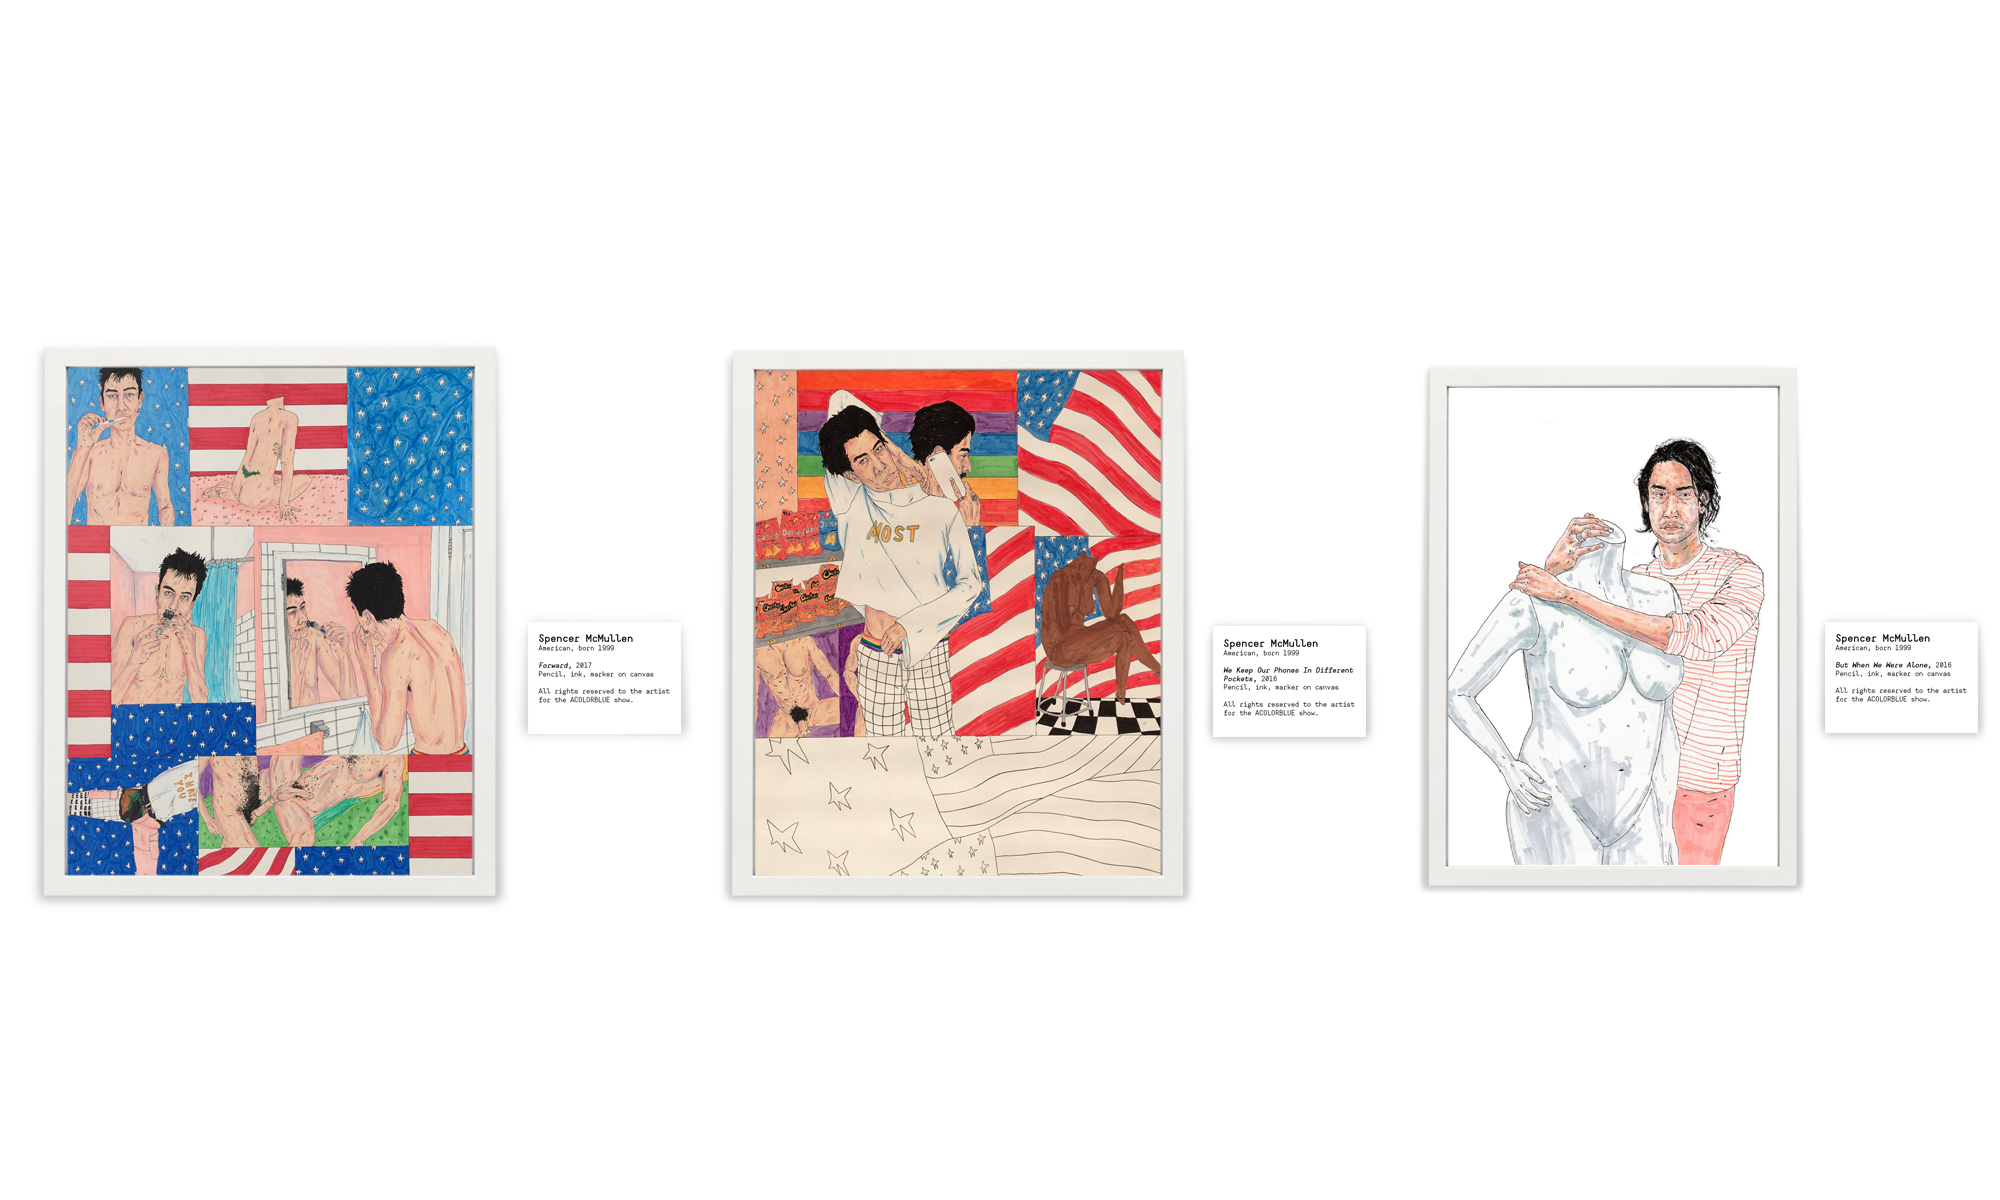 I HATE
YOU
Spencer McMullen
American, born 1999
Forward, 2017
Pencil, ink, marker on canvas
All rights reserved to the artist
for the ACOLORBLUE show.
MOST
Spencer McMullen
American, born 1999
We Keep Our Phones In Different
Pockets, 2016
Pencil, ink, marker on canvas
All rights reserved to the artist
for the ACOLORBLUE show.
Spencer McMullen
American, born 1999
But When We Were Alone, 2016
Pencil, ink, marker on canvas
All rights reserved to the artist
for the ACOLORBLUE show.